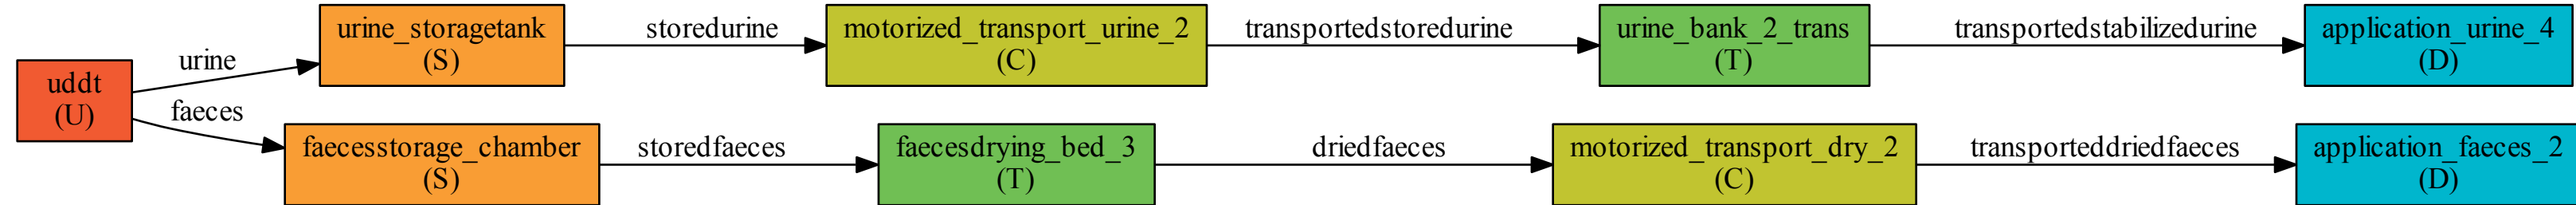 uddt
(U)
urine
faeces
urine_storagetank
(S)
storedurine
motorized_transport_urine_2
(C)
transportedstoredurine
urine_bank_2_trans
(T)
transportedstabilizedurine
application_urine_4
(D)
faecesstorage_chamber
(S)
storedfaeces
faecesdrying_bed_3
(T)
driedfaeces
motorized_transport_dry_2
(C)
transporteddriedfaeces
application_faeces_2
(D)